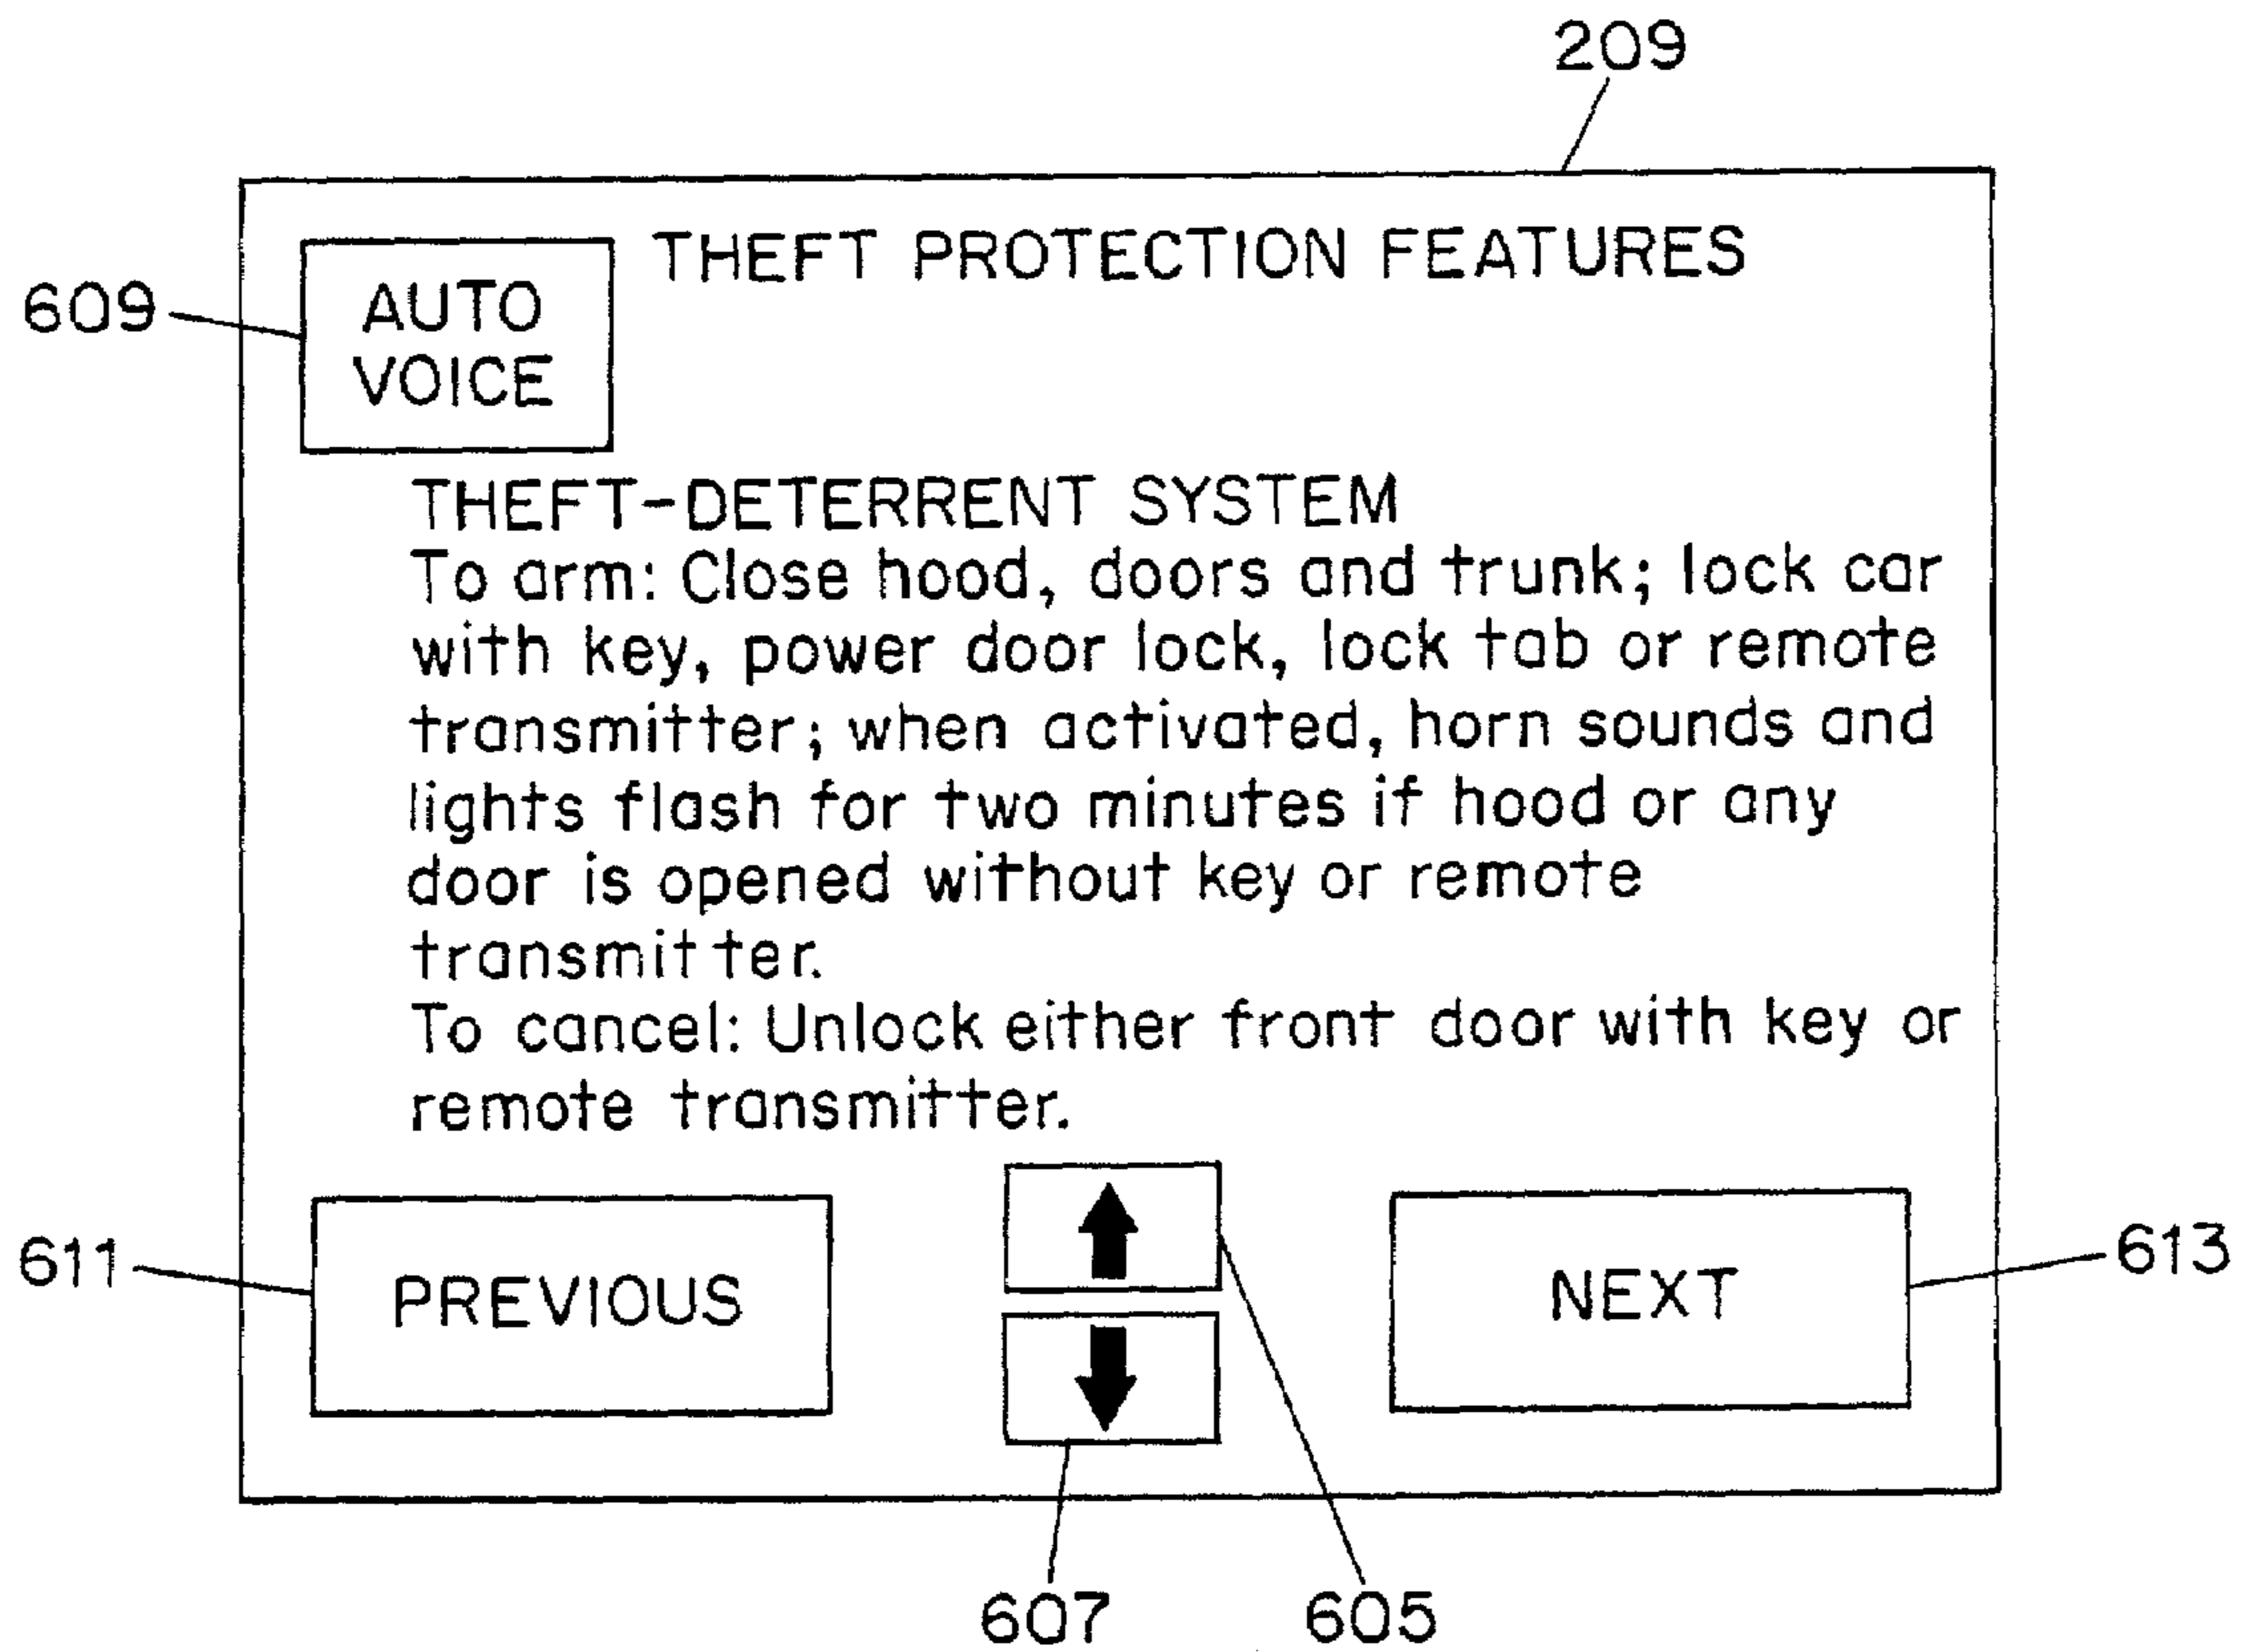 209
THEFT PROTECTION FEATURES
609
AUTO
VOICE
THEFT-DETERRENT SYSTEM
To arm: Close hood, doors and trunk; lock car
with key, power door lock, lock tab or remote
transmitter; when activated, horn sounds and
lights flash for two minutes if hood or any
door is opened without key or remote
transmitter.
To cancel: Unlock either front door with key or
remote transmitter.
611
PREVIOUS
NEXT
613
607
605